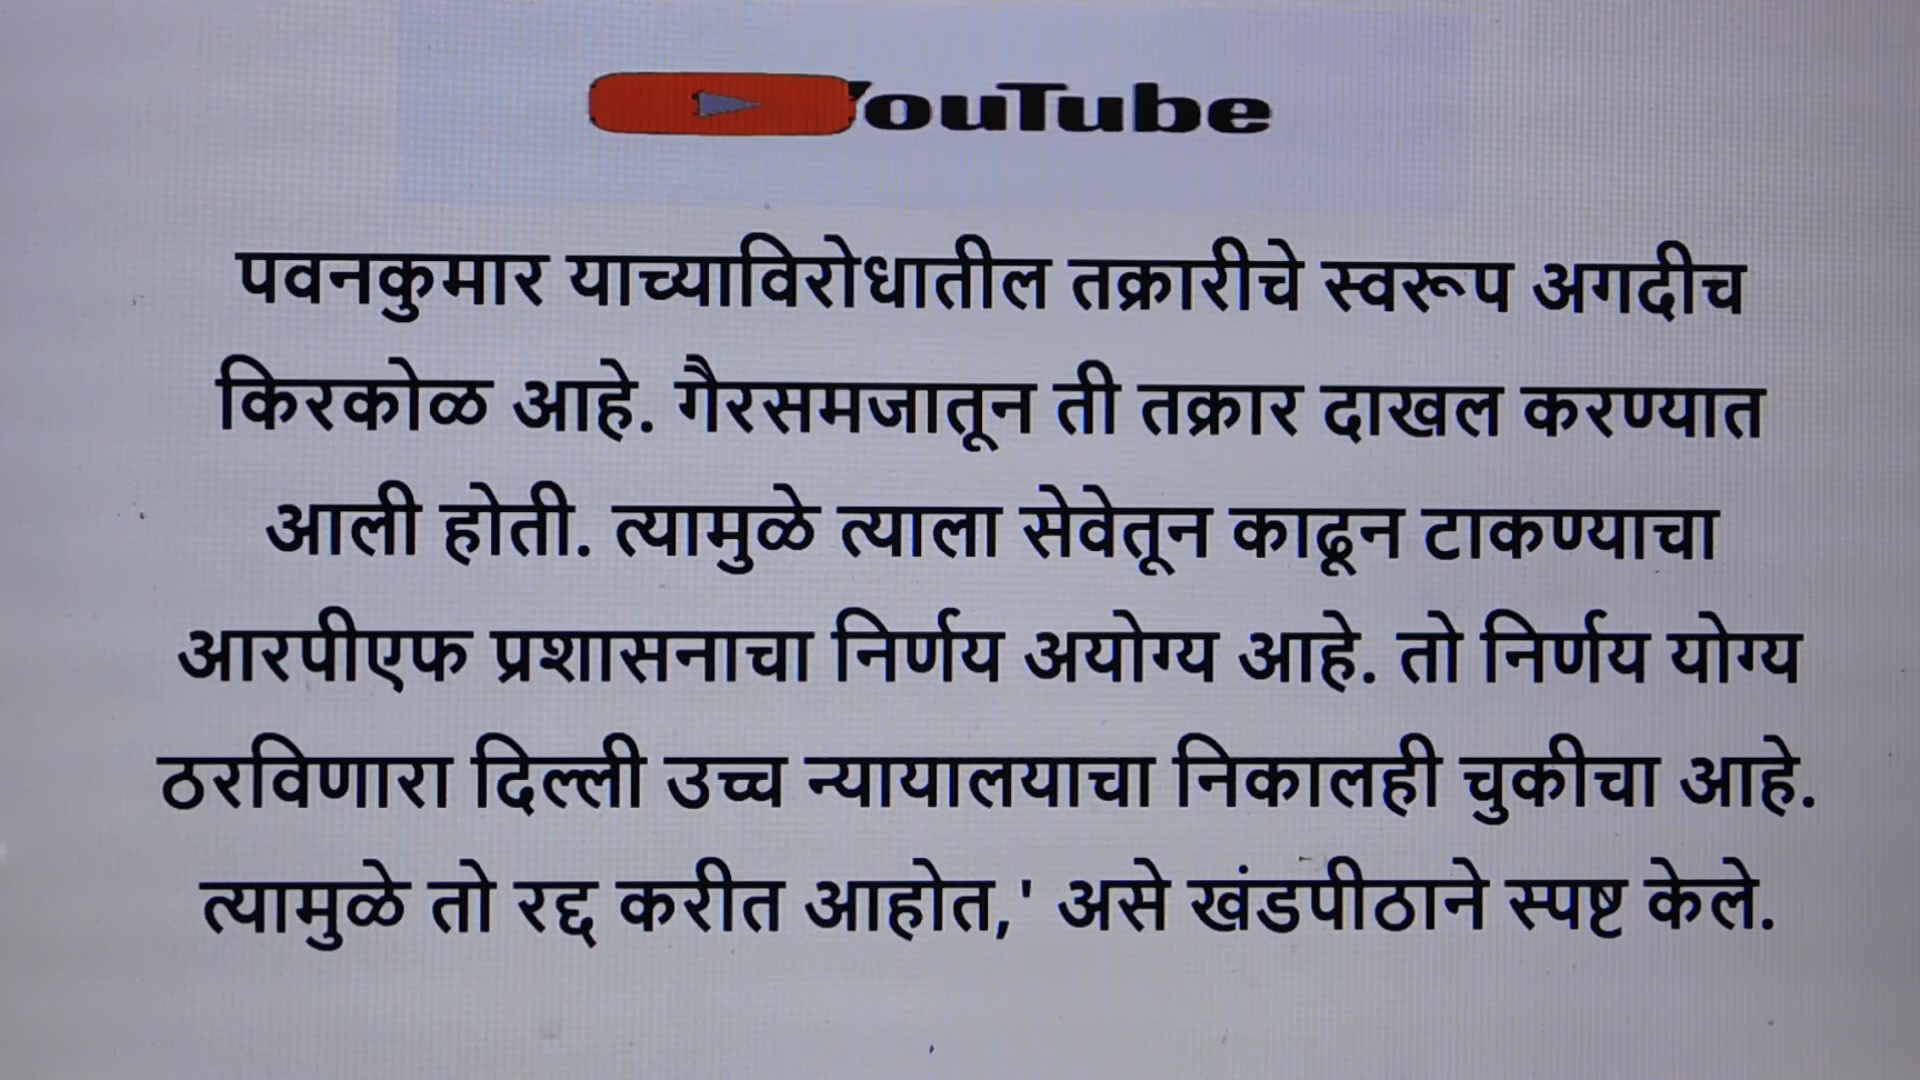 YouTube
पवनकुमार याच्याविरोधातील तक्रारीचे स्वरूप अगदीच
किरकोळ आहे. गैरसमजातून ती तक्रार दाखल करण्यात
आली होती. त्यामुळे त्याला सेवेतून काढून टाकण्याचा
आरपीएफ प्रशासनाचा निर्णय अयोग्य आहे. तो निर्णय योग्य
ठरविणारा दिल्ली उच्च न्यायालयाचा निकालही चुकीचा आहे.
त्यामुळे तो रद्द करीत आहोत,' असे खंडपीठाने स्पष्ट केले.